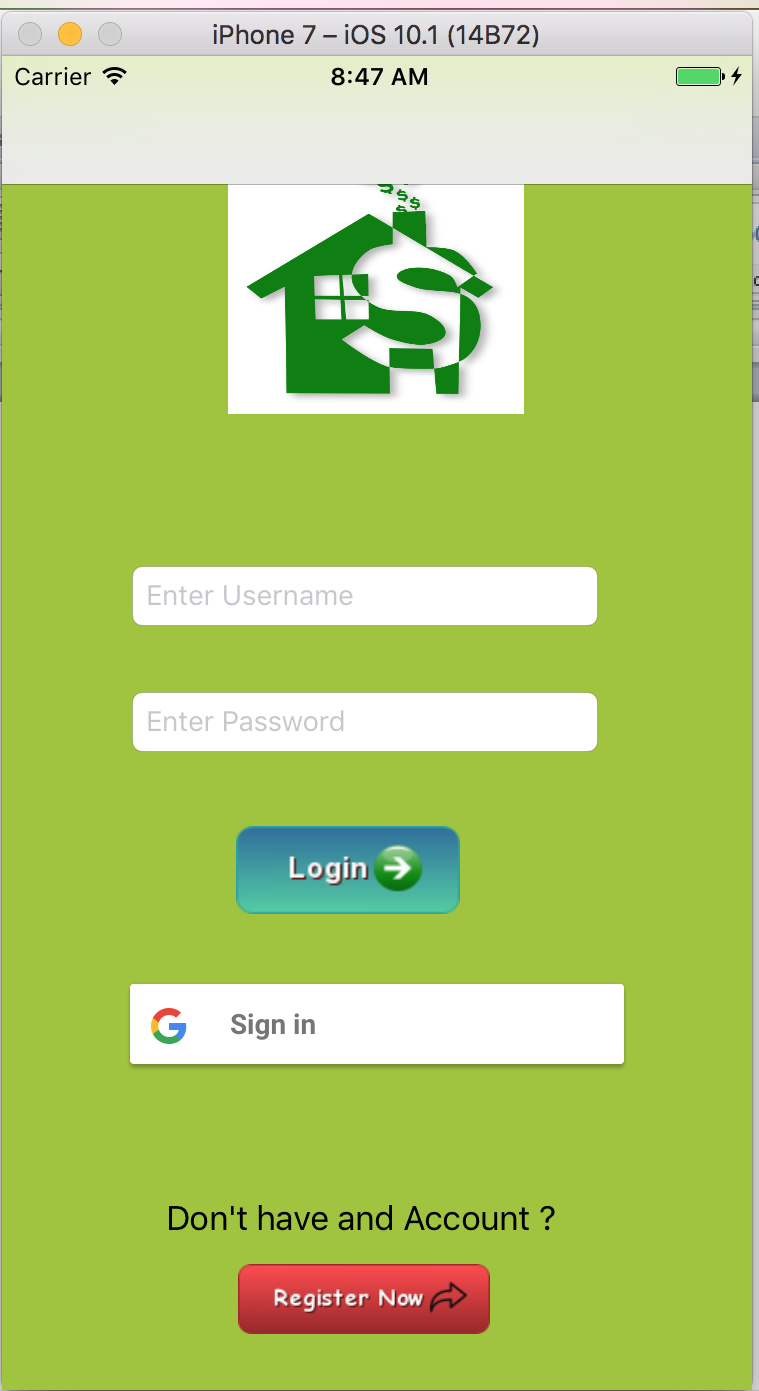 iPhone 7 – iOS 10.1 (14B72)
Carrier 8:47 AM
$ $ $ $
S
Enter Username
Enter Password
Login
G Sign in
Don't have and Account ?
Register Now